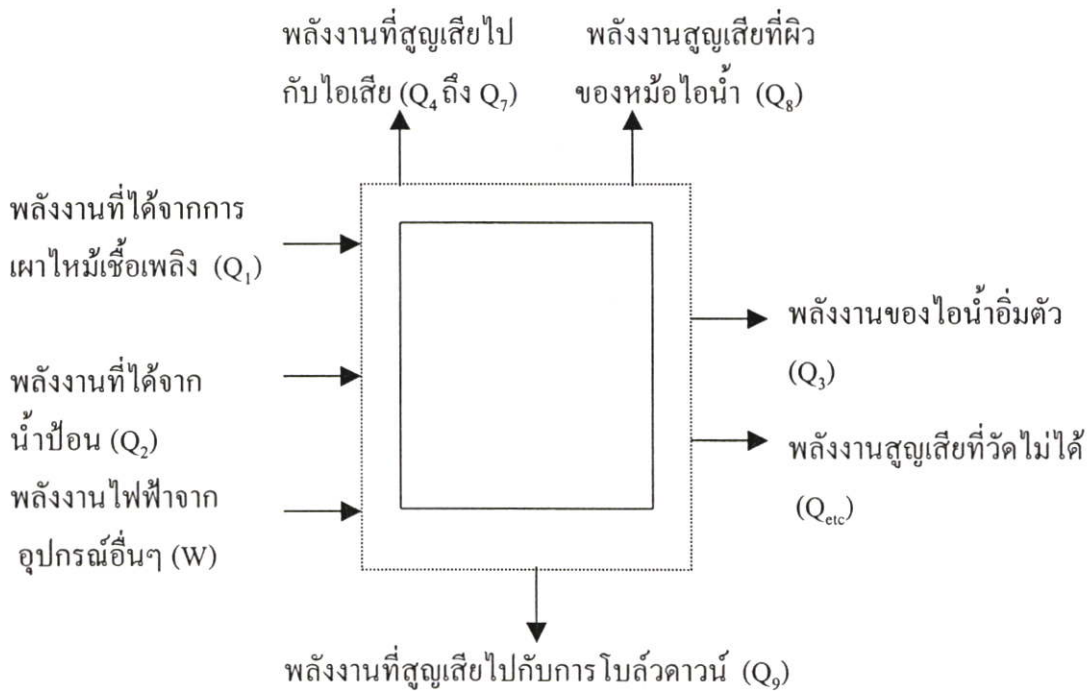 พลังงานที่สูญเสียไป
กับไอเสีย (Q4 ถึง Q7)
พลังงานสูญเสียที่ผิว
ของหม้อไอน้ำ (Q8)
พลังงานที่ได้จากการ
เผาไหม้เชื้อเพลิง (Q1)
พลังงานของไอน้ำอิ่มตัว
(Q3)
พลังงานที่ได้จาก
น้ำป้อน (Q2)
พลังงานสูญเสียที่วัดไม่ได้
(Qetc)
พลังงานไฟฟ้าจาก
อุปกรณ์อื่นๆ (W)
พลังงานที่สูญเสียไปกับการโบล์วดาวน์ (Q9)